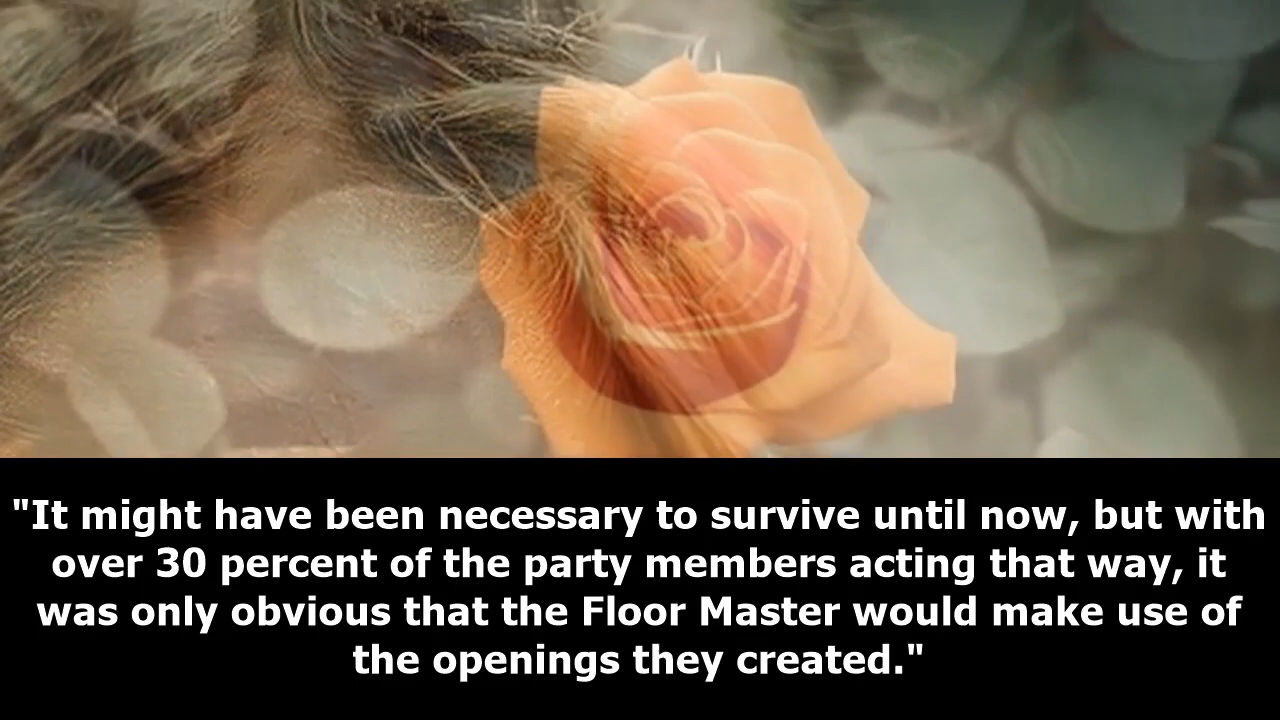 "It might have been necessary to survive until now, but with
over 30 percent of the party members acting that way, it
was only obvious that the Floor Master would make use of
the openings they created."